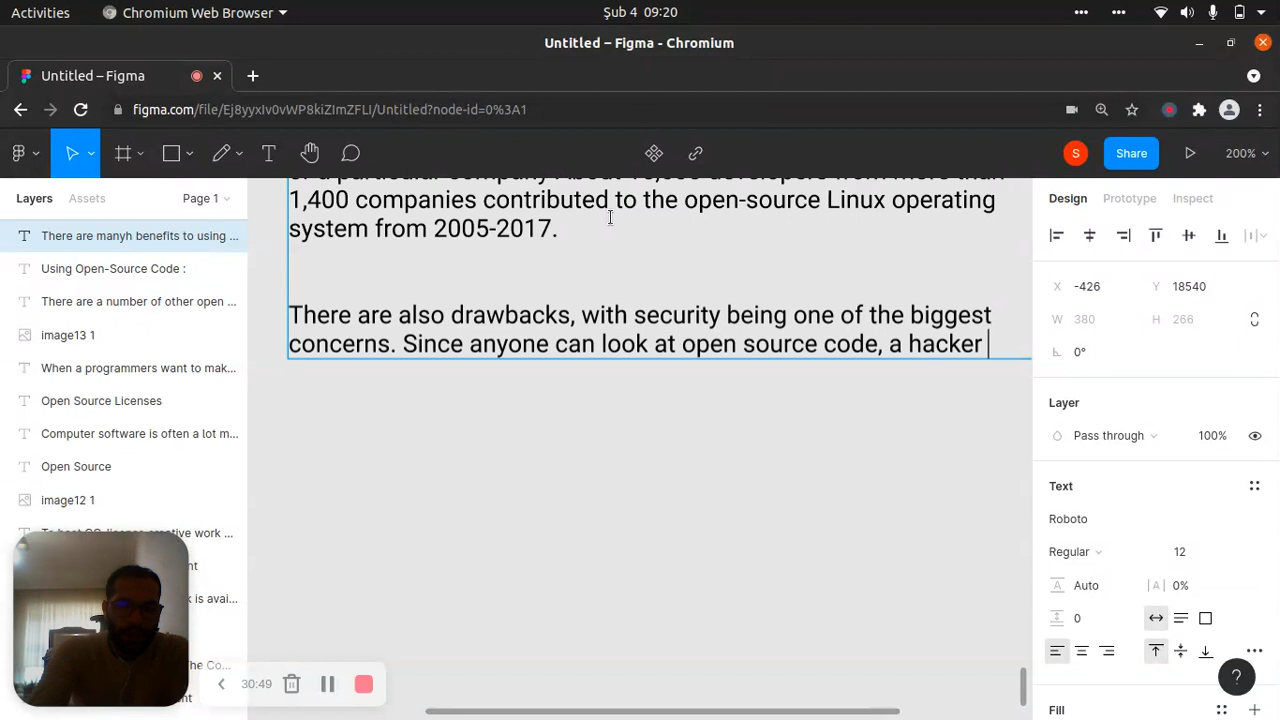 Activities
Chromium Web Browser
Şub 4 09:20
Untitled – Figma - Chromium
Untitled – Figma
figma.com/file/Ej8yyxIv0vWP8kiZImZFLI/Untitled?node-id=0%3A1
S
Share
200%
Layers
Assets
Page 1
There are manyh benefits to using ...
Using Open-Source Code :
There are a number of other open ...
image13 1
When a programmers want to mak...
Open Source Licenses
Computer software is often a lot m...
Open Source
image12 1
1,400 companies contributed to the open-source Linux operating
system from 2005-2017.
There are also drawbacks, with security being one of the biggest
concerns. Since anyone can look at open source code, a hacker
30:49
Design
Prototype
Inspect
X -426
Y 18540
W 380
H 266
0°
Layer
Pass through
100%
Text
Roboto
Regular
12
Auto
0%
0
Fill
?